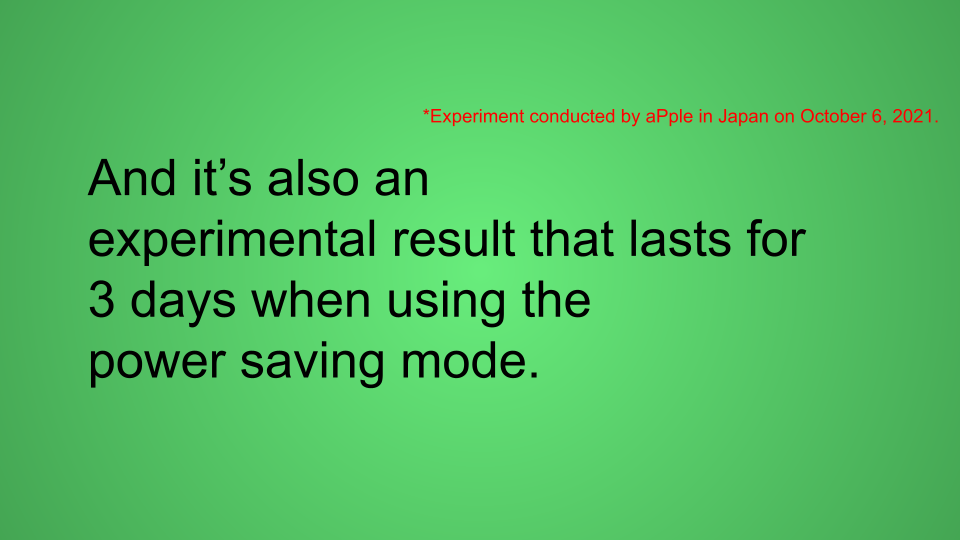 *Experiment conducted by aPple in Japan on October 6, 2021.
And it’s also an
experimental result that lasts for
3 days when using the
power saving mode.